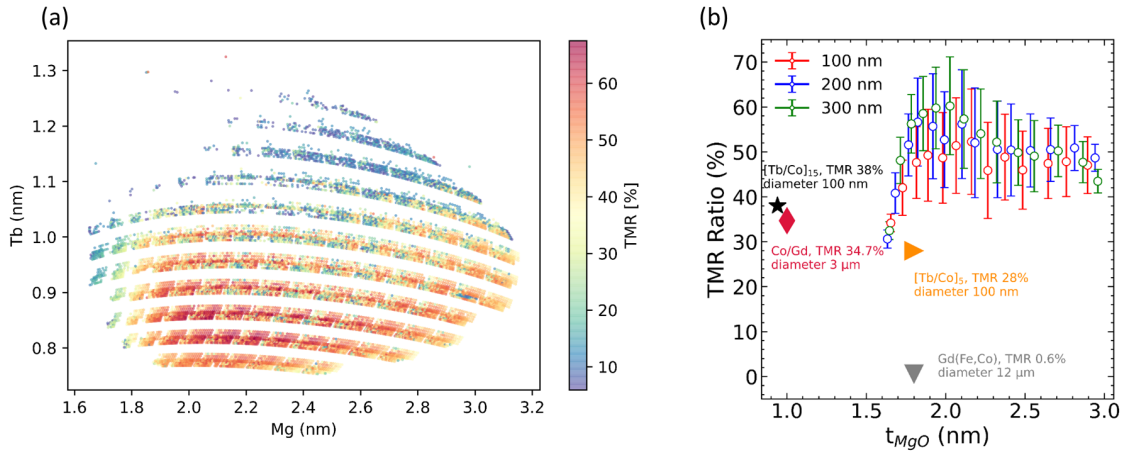 (a)
1.3
1.2
1.1
1.0
0.9
0.8
Tb (nm)
1.6 1.8 2.0 2.2 2.4 2.6 2.8 3.0 3.2
Mg (nm)
60
50
40
30
20
10
TMR [%]
(b)
70
60
50
40
30
20
10
0
TMR Ratio (%)
100 nm
200 nm
300 nm
[Tb/Co]15, TMR 38%
diameter 100 nm
Co/Gd, TMR 34.7%
diameter 3 μm
[Tb/Co]5, TMR 28%
diameter 100 nm
Gd(Fe,Co), TMR 0.6%
diameter 12 μm
1.0 1.5 2.0 2.5 3.0
tMgO (nm)